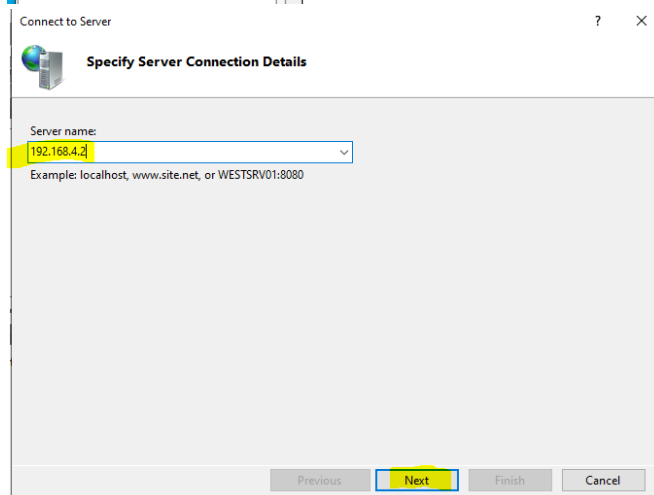 Connect to Server
?
Specify Server Connection Details
Server name:
192.168.4.2
Example: localhost, www.site.net, or WESTSRV01:8080
Previous Next Finish Cancel